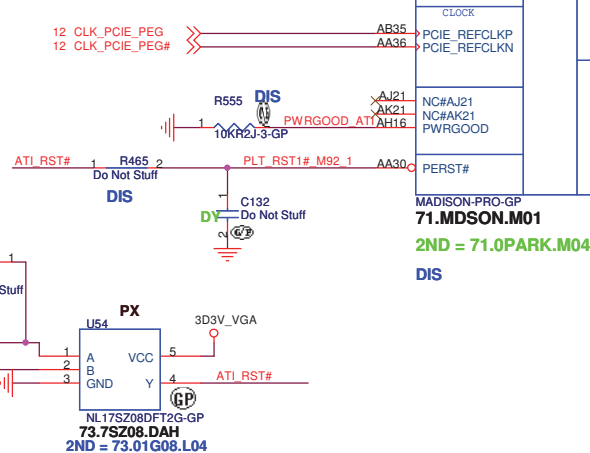 CLOCK
12 CLK_PCIE_PEG
AB35
PCIE_REFCLKP
12 CLK_PCIE_PEG#
AA36
PCIE_REFCLKN
DIS
R555
AJ21
NC#AJ21
AK21
NC#AK21
1
PWRGOOD_ATI
AH16
PWRGOOD
10KR2J-3-GP
ATI_RST#
1
R465
2
PLT_RST1#_M92_1
AA30
PERST#
Do Not Stuff
DIS
1
C132
DY
Do Not Stuff
2
G/P
MADISON-PRO-GP
71.MDSON.M01
2ND = 71.0PARK.M04
DIS
1
Stuff
PX
U54
3D3V_VGA
1
A
VCC
5
2
B
3
GND
Y
4
ATI_RST#
GP
NL17SZ08DFT2G-GP
73.7SZ08.DAH
2ND = 73.01G08.L04